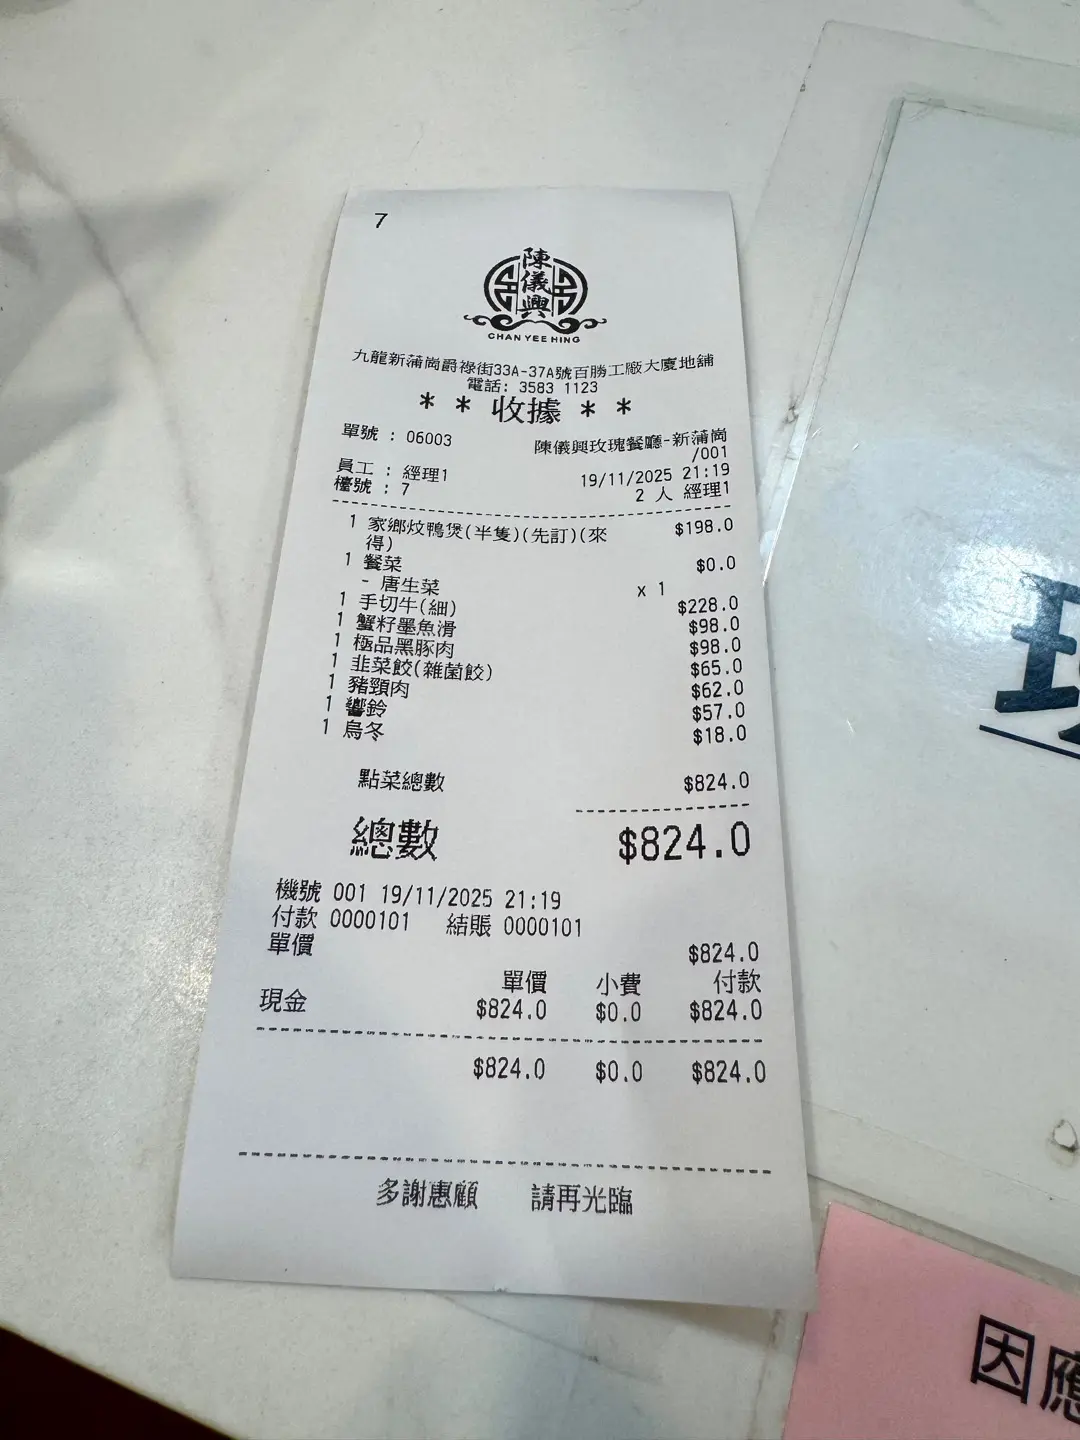 7
陳儀興
CHAN YEE HING
九龍新蒲崗爵祿街33A-37A號百勝工廠大廈地舖
電話: 3583 1123
* * 收據 * *
單號 : 06003 陳儀興玫瑰餐廳-新蒲崗
/001
員工 : 經理1 19/11/2025 21:19
檯號 : 7 2 人 經理1
1 家鄉炆鴨煲(半隻)(先訂)(來 $198.0
得)
1 餐菜 $0.0
- 唐生菜 x 1
1 手切牛(細) $228.0
1 蟹籽墨魚滑 $98.0
1 極品黑豚肉 $98.0
1 韭菜餃(雜菌餃) $65.0
1 豬頸肉 $62.0
1 響鈴 $57.0
1 烏冬 $18.0
點菜總數 $824.0
總數 $824.0
機號 001 19/11/2025 21:19
付款 0000101 結賬 0000101
單價 $824.0
單價 小費 付款
現金 $824.0 $0.0 $824.0
$824.0 $0.0 $824.0
多謝惠顧 請再光臨
因應